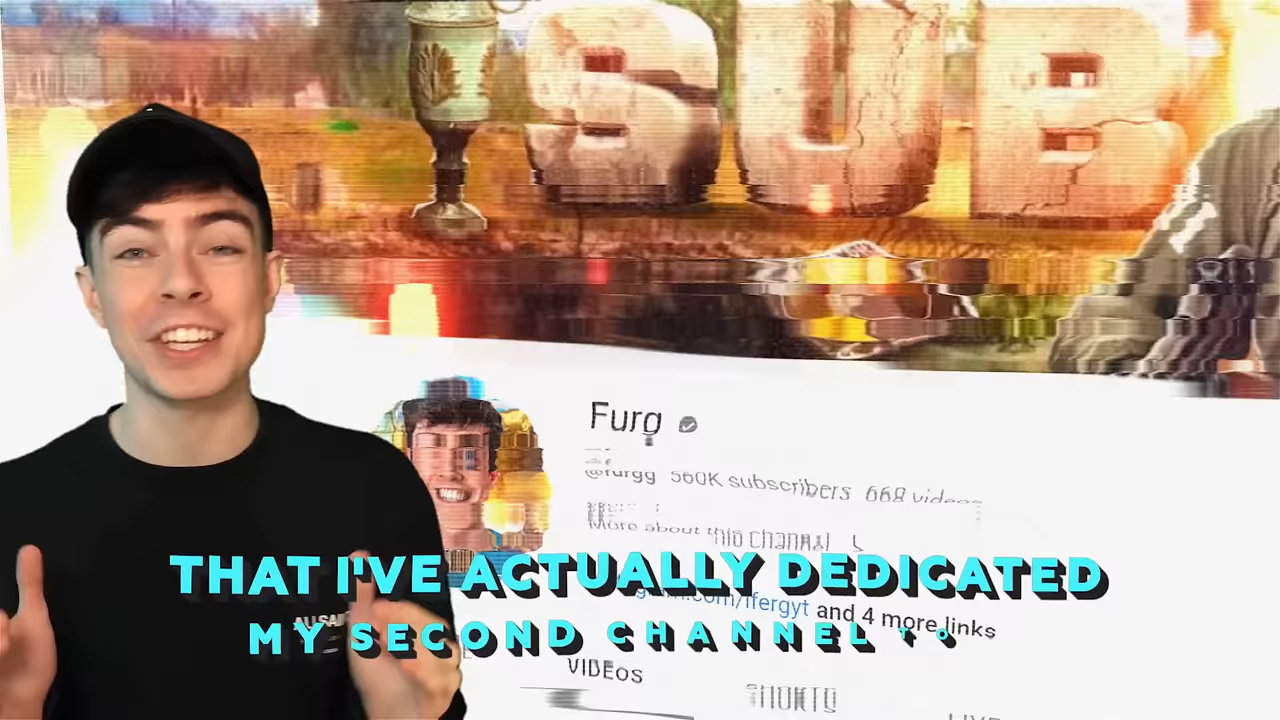 SUB
Furg
@furgg 560K subscribers 668 videos
More about this channel
and 4 more links
THAT I'VE ACTUALLY DEDICATED
MY SECOND CHANNEL TO
VIDEOS